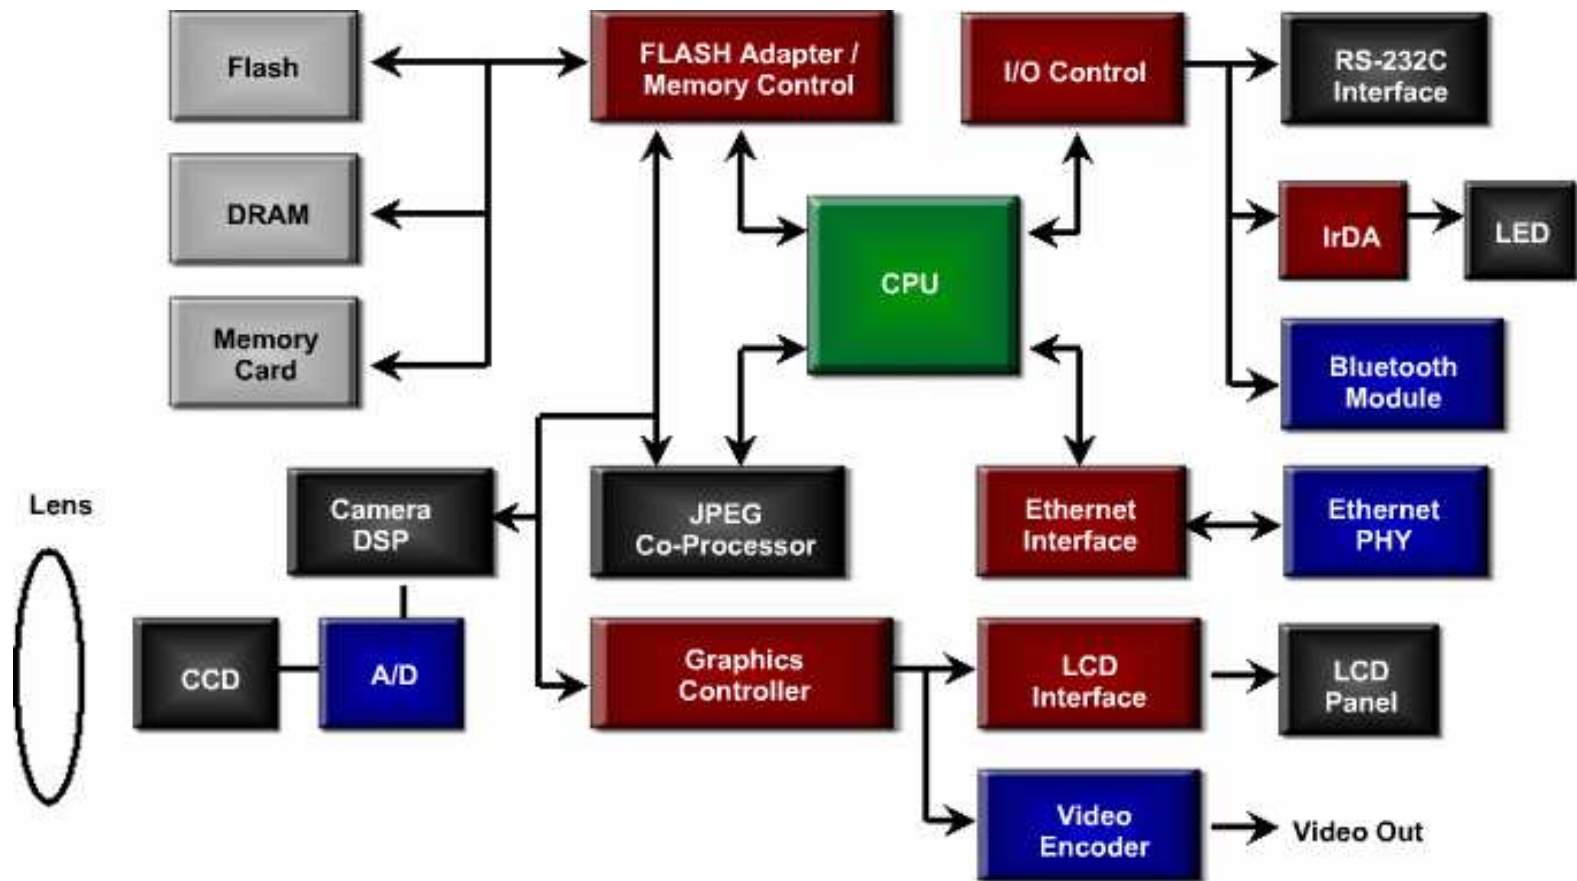 Flash
FLASH Adapter /
Memory Control
I/O Control
RS-232C
Interface
DRAM
CPU
IrDA
LED
Memory
Card
Bluetooth
Module
Lens
Camera
DSP
JPEG
Co-Processor
Ethernet
Interface
Ethernet
PHY
CCD
A/D
Graphics
Controller
LCD
Interface
LCD
Panel
Video
Encoder
Video Out